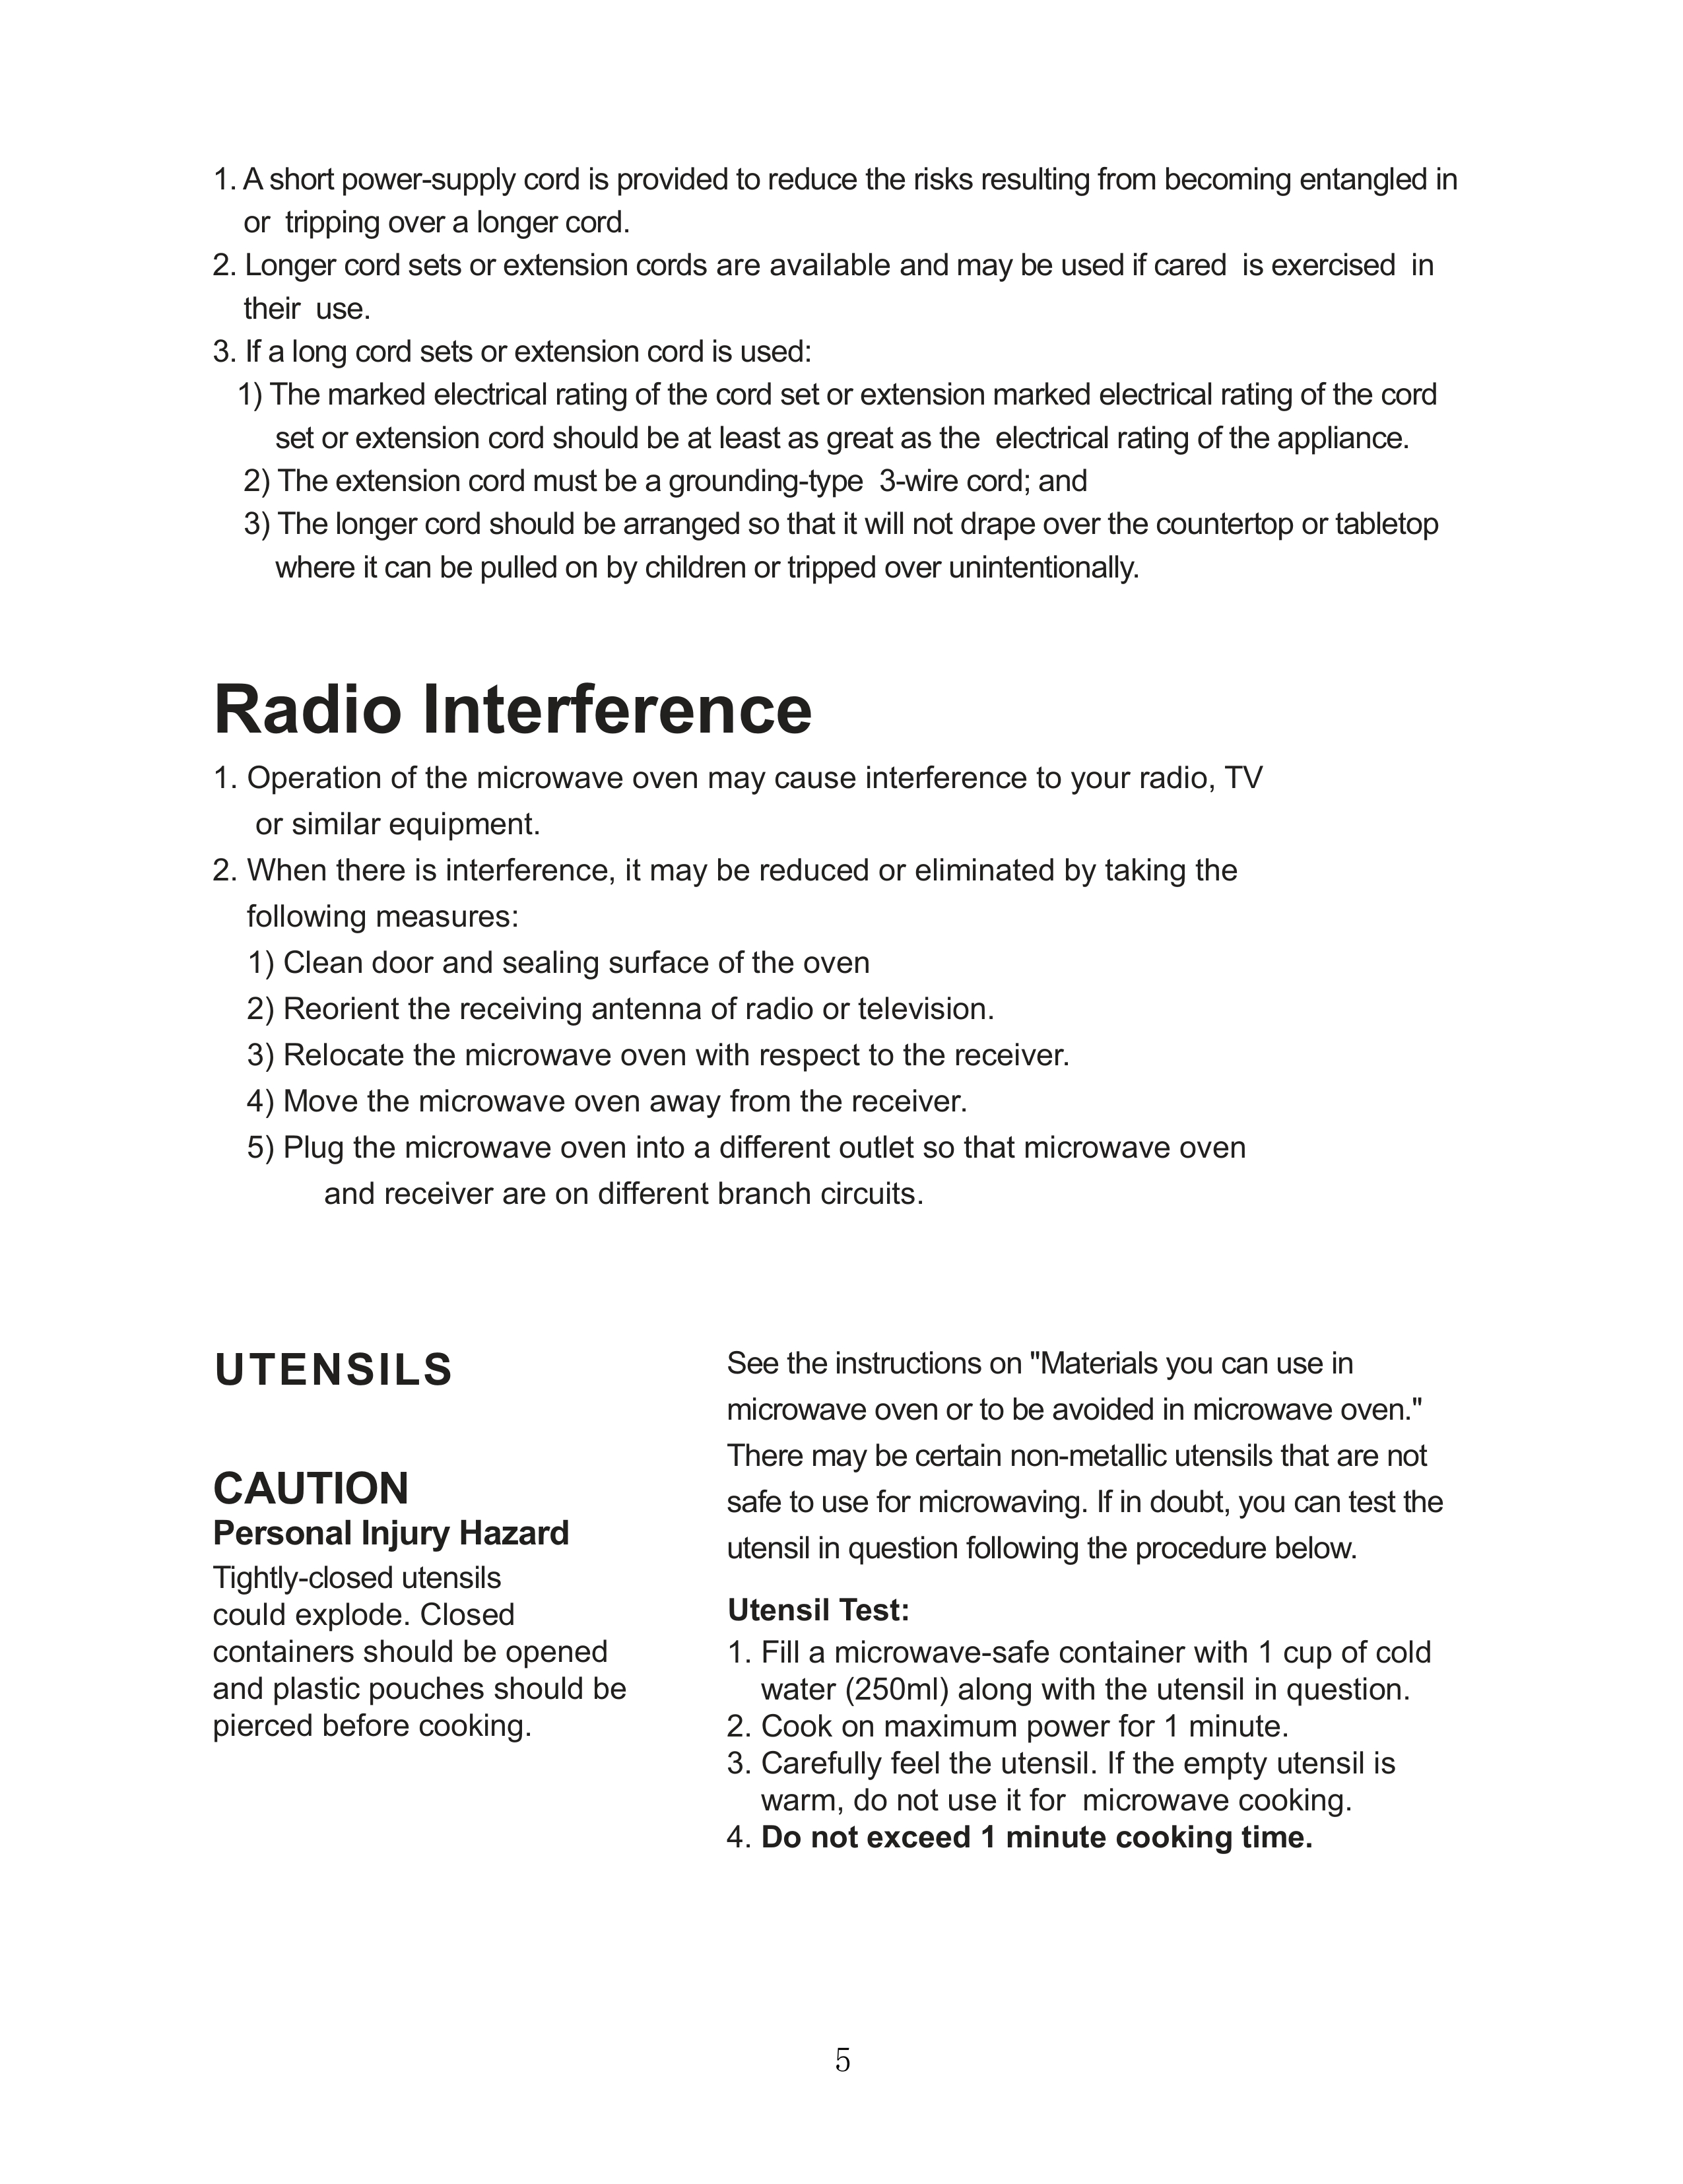 1. A short power-supply cord is provided to reduce the risks resulting from becoming entangled in
or tripping over a longer cord.
2. Longer cord sets or extension cords are available and may be used if cared is exercised in
their use.
3. If a long cord sets or extension cord is used:
1) The marked electrical rating of the cord set or extension marked electrical rating of the cord
set or extension cord should be at least as great as the electrical rating of the appliance.
2) The extension cord must be a grounding-type 3-wire cord; and
3) The longer cord should be arranged so that it will not drape over the countertop or tabletop
where it can be pulled on by children or tripped over unintentionally.
Radio Interference
1. Operation of the microwave oven may cause interference to your radio, TV
or similar equipment.
2. When there is interference, it may be reduced or eliminated by taking the
following measures:
1) Clean door and sealing surface of the oven
2) Reorient the receiving antenna of radio or television.
3) Relocate the microwave oven with respect to the receiver.
4) Move the microwave oven away from the receiver.
5) Plug the microwave oven into a different outlet so that microwave oven
and receiver are on different branch circuits.
UTENSILS
CAUTION
Personal Injury Hazard
Tightly-closed utensils
could explode. Closed
containers should be opened
and plastic pouches should be
pierced before cooking.
See the instructions on "Materials you can use in
microwave oven or to be avoided in microwave oven."
There may be certain non-metallic utensils that are not
safe to use for microwaving. If in doubt, you can test the
utensil in question following the procedure below.
Utensil Test:
1. Fill a microwave-safe container with 1 cup of cold
water (250ml) along with the utensil in question.
2. Cook on maximum power for 1 minute.
3. Carefully feel the utensil. If the empty utensil is
warm, do not use it for microwave cooking.
4. Do not exceed 1 minute cooking time.
5